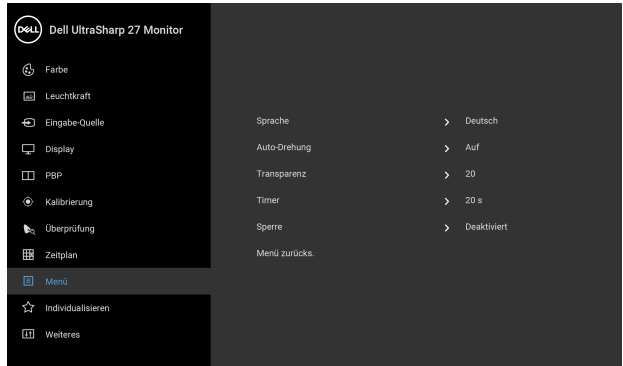 DELL Dell UltraSharp 27 Monitor
Farbe
Leuchtkraft
Eingabe-Quelle
Display
PBP
Kalibrierung
Überprüfung
Zeitplan
Menü
Individualisieren
Weiteres
Sprache Deutsch
Auto-Drehung Auf
Transparenz 20
Timer 20 s
Sperre Deaktiviert
Menü zurücks.